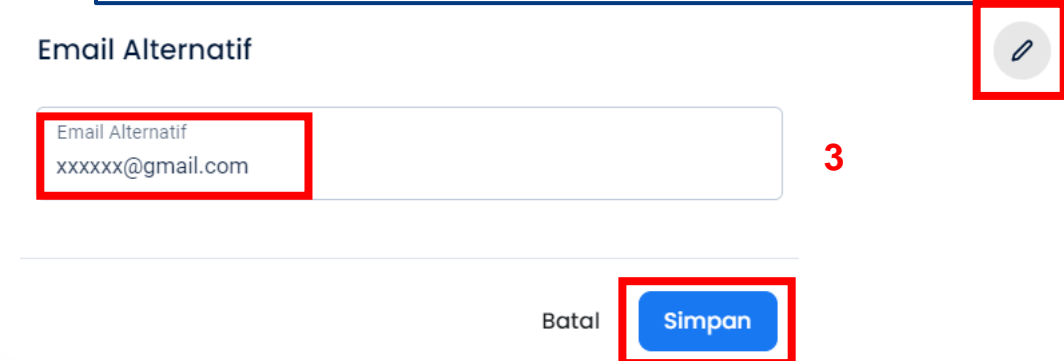 Email Alternatif
Email Alternatif
xxxxxx@gmail.com
3
Batal Simpan